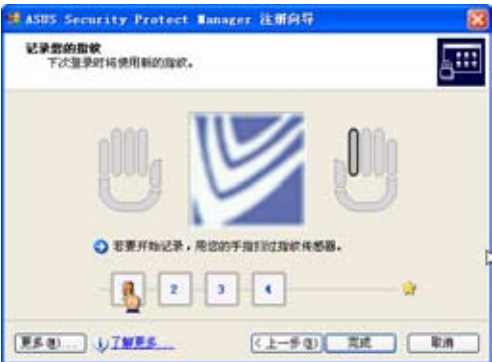 ASUS Security Protect Manager 注册向导
记录您的指纹
下次登录时将使用新的指纹。
若要开始记录，用您的手指扫过指纹传感器。
2 3 4
更多(M)... 了解更多...
< 上一步(B) 完成 取消